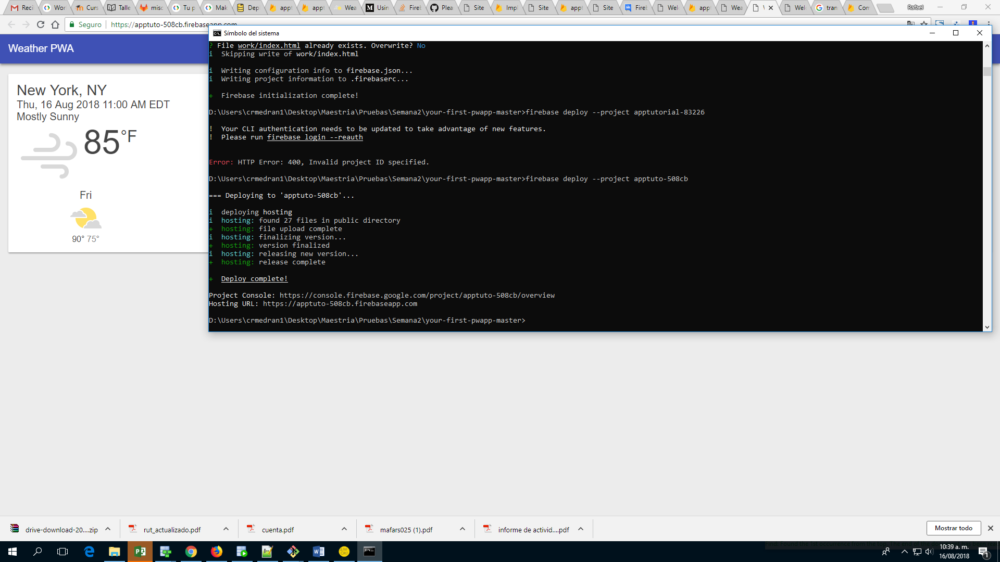 Reci
Wor
Curs
Talle
misc
Tu p
Mak
Dep
appt
appt
Wea
Usin
Fireb
Plea
Site
Impl
Site
appt
Site
Fireb
Wel
appt
Wea
Wel
tran
Con
Rafael
Seguro
https://apptuto-508cb.firebaseapp.com
Weather PWA
New York, NY
Thu, 16 Aug 2018 11:00 AM EDT
Mostly Sunny
85°F
Fri
90° 75°
Símbolo del sistema
? File work/index.html already exists. Overwrite? No
i  Skipping write of work/index.html
i  Writing configuration info to firebase.json...
i  Writing project information to .firebaserc...
+  Firebase initialization complete!
D:\Users\crmedran1\Desktop\Maestria\Pruebas\Semana2\your-first-pwapp-master>firebase deploy --project apptutorial-83226
!  Your CLI authentication needs to be updated to take advantage of new features.
!  Please run firebase login --reauth
Error: HTTP Error: 400, Invalid project ID specified.
D:\Users\crmedran1\Desktop\Maestria\Pruebas\Semana2\your-first-pwapp-master>firebase deploy --project apptuto-508cb
=== Deploying to 'apptuto-508cb'...
i  deploying hosting
i  hosting: found 27 files in public directory
+  hosting: file upload complete
i  hosting: finalizing version...
+  hosting: version finalized
i  hosting: releasing new version...
+  hosting: release complete
+  Deploy complete!
Project Console: https://console.firebase.google.com/project/apptuto-508cb/overview
Hosting URL: https://apptuto-508cb.firebaseapp.com
D:\Users\crmedran1\Desktop\Maestria\Pruebas\Semana2\your-first-pwapp-master>
drive-download-20....zip
rut_actualizado.pdf
cuenta.pdf
mafars025 (1).pdf
informe de activid....pdf
Mostrar todo
10:39 a. m.
16/08/2018
1